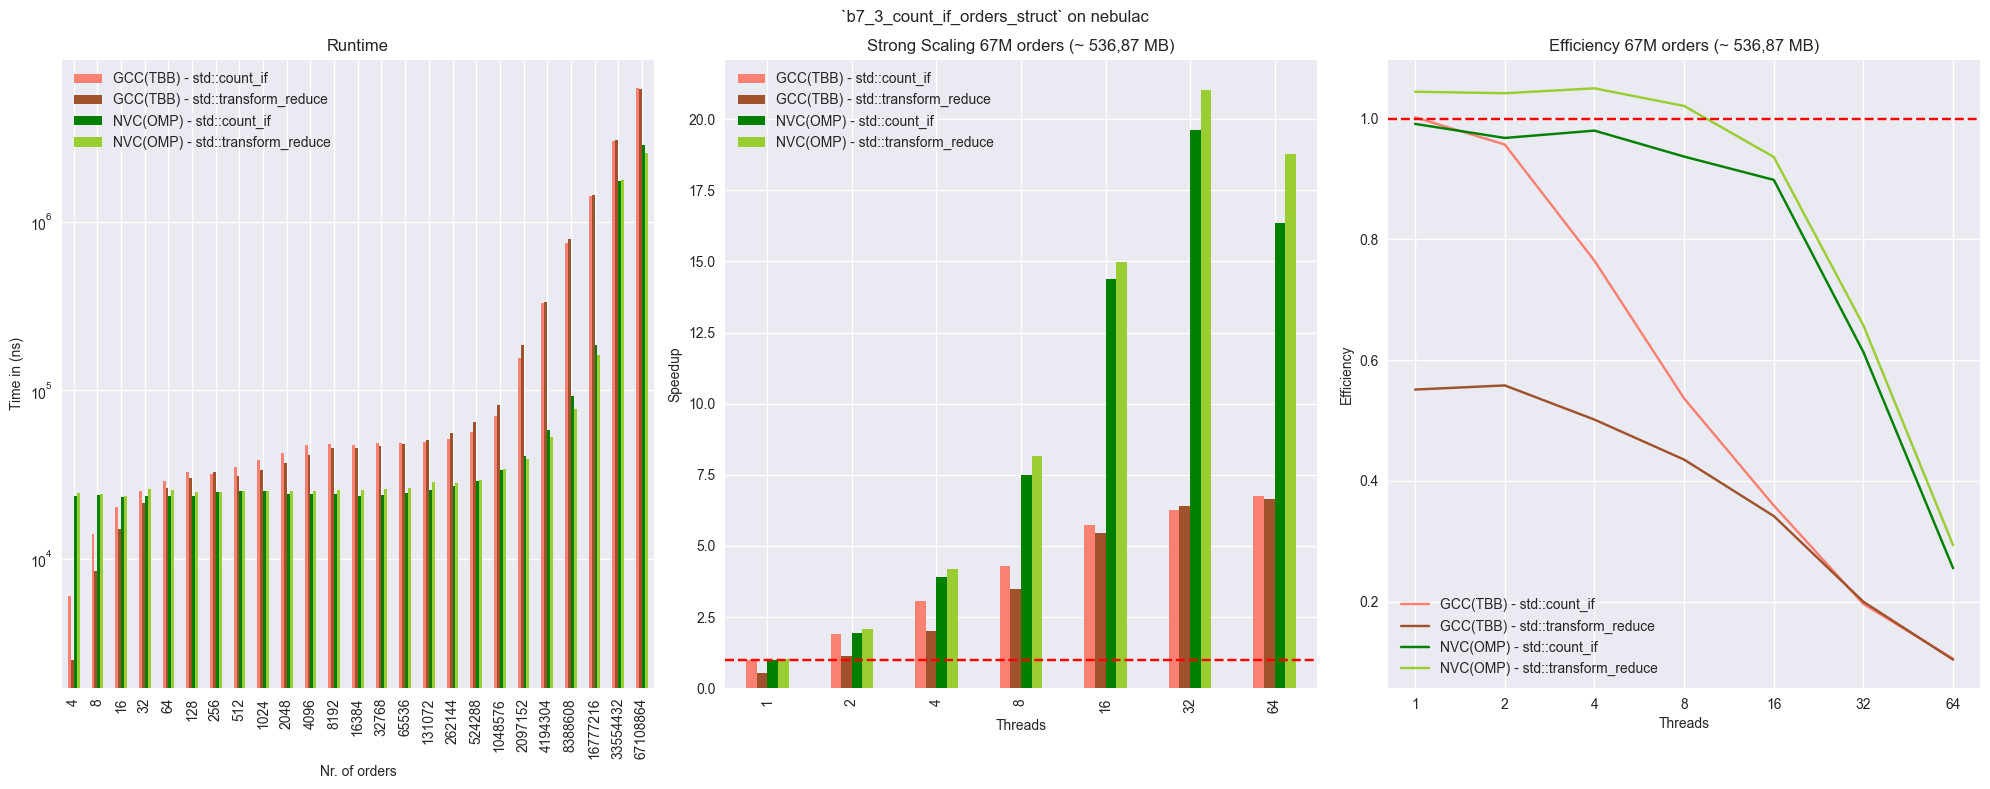 `b7_3_count_if_orders_struct` on nebulac
Runtime
GCC(TBB) - std::count_if
GCC(TBB) - std::transform_reduce
NVC(OMP) - std::count_if
NVC(OMP) - std::transform_reduce
Time in (ns)
10^6
10^5
10^4
4
8
16
32
64
128
256
512
1024
2048
4096
8192
16384
32768
65536
131072
262144
524288
1048576
2097152
4194304
8388608
16777216
33554432
67108864
Nr. of orders
Strong Scaling 67M orders (~ 536,87 MB)
GCC(TBB) - std::count_if
GCC(TBB) - std::transform_reduce
NVC(OMP) - std::count_if
NVC(OMP) - std::transform_reduce
Speedup
20.0
17.5
15.0
12.5
10.0
7.5
5.0
2.5
0.0
1
2
4
8
16
32
64
Threads
Efficiency 67M orders (~ 536,87 MB)
Efficiency
1.0
0.8
0.6
0.4
0.2
GCC(TBB) - std::count_if
GCC(TBB) - std::transform_reduce
NVC(OMP) - std::count_if
NVC(OMP) - std::transform_reduce
1
2
4
8
16
32
64
Threads